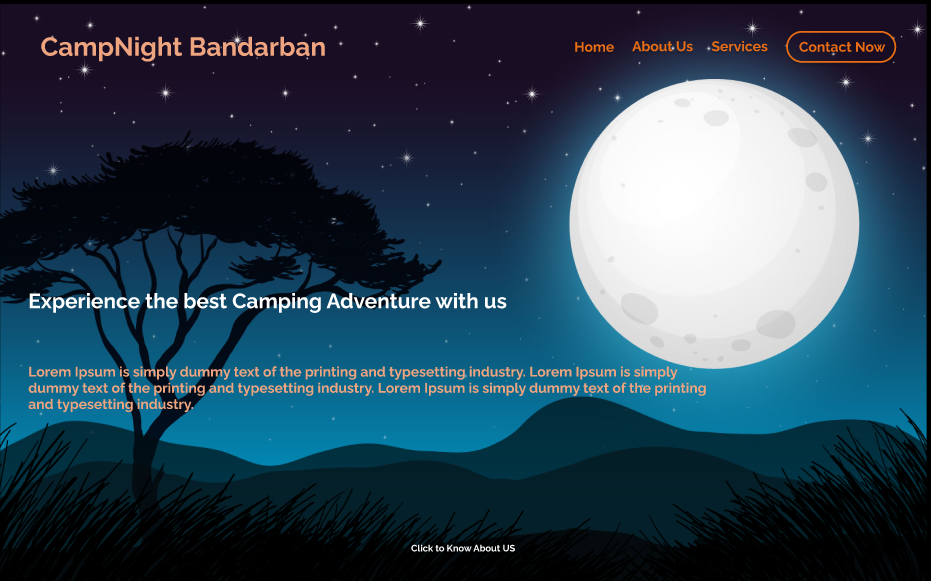 CampNight Bandarban
Home
About Us
Services
Contact Now
Experience the best Camping Adventure with us
Lorem Ipsum is simply dummy text of the printing and typesetting industry. Lorem Ipsum is simply
dummy text of the printing and typesetting industry. Lorem Ipsum is simply dummy text of the printing
and typesetting industry.
Click to Know About US